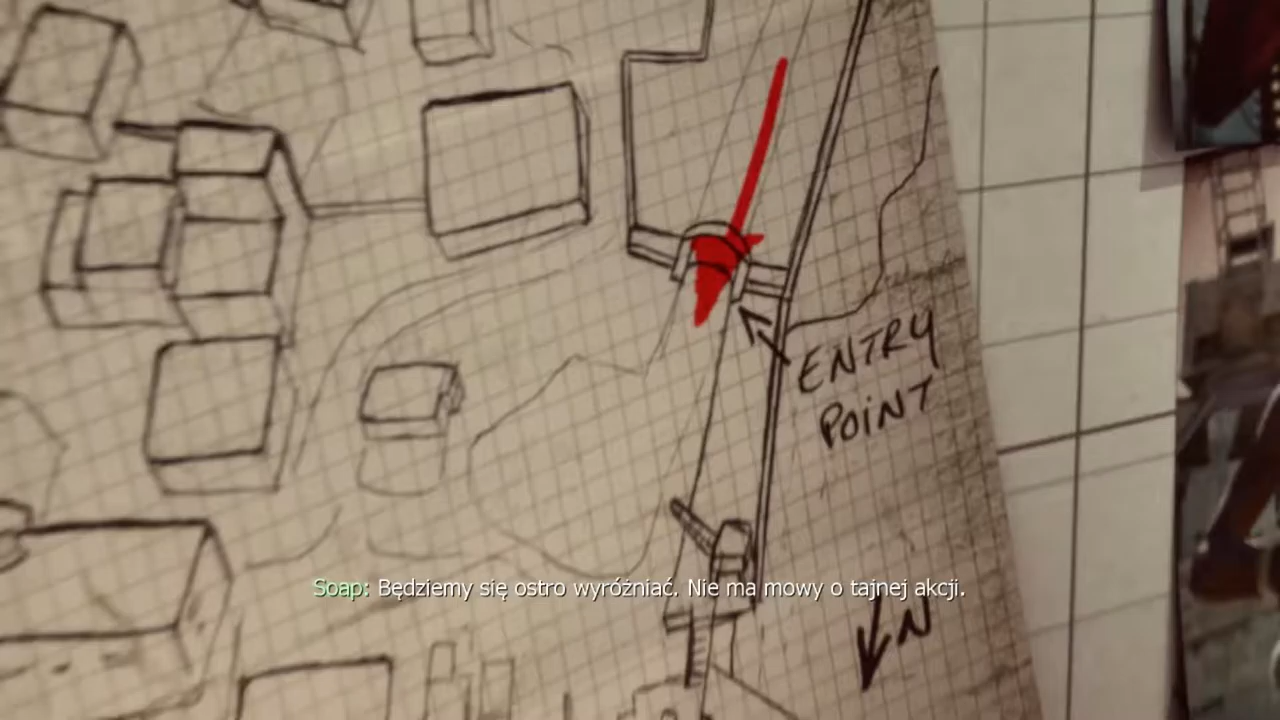 ENTRY
POINT
Soap: Będziemy się ostro wyróżniać. Nie ma mowy o tajnej akcji.
N